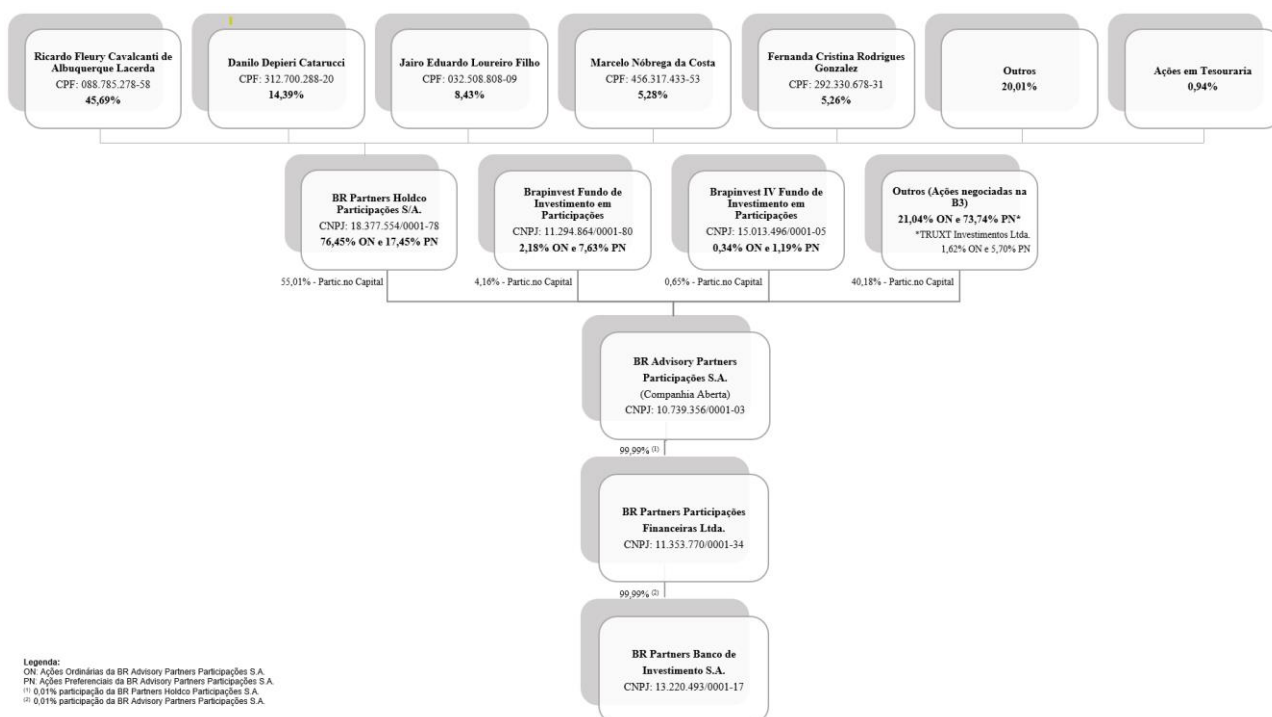 Ricardo Fleury Cavalcanti de
Albuquerque Lacerda
CPF: 088.785.278-58
45,69%
Danilo Depieri Catarucci
CPF: 312.700.288-20
14,39%
Jairo Eduardo Loureiro Filho
CPF: 032.508.808-09
8,43%
Marcelo Nóbrega da Costa
CPF: 456.317.433-53
5,28%
Fernanda Cristina Rodrigues
Gonzalez
CPF: 292.330.678-31
5,26%
Outros
20,01%
Ações em Tesouraria
0,94%
BR Partners Holdco
Participações S/A.
CNPJ: 18.377.554/0001-78
76,45% ON e 17,45% PN
Brapinvest Fundo de
Investimento em
Participações
CNPJ: 11.294.864/0001-80
2,18% ON e 7,63% PN
Brapinvest IV Fundo de
Investimento em
Participações
CNPJ: 15.013.496/0001-05
0,34% ON e 1,19% PN
Outros (Ações negociadas na
B3)
21,04% ON e 73,74% PN*
*TRUXT Investimentos Ltda.
1,62% ON e 5,70% PN
55,01% - Partic.no Capital
4,16% - Partic.no Capital
0,65% - Partic.no Capital
40,18% - Partic.no Capital
BR Advisory Partners
Participações S.A.
(Companhia Aberta)
CNPJ: 10.739.356/0001-03
99,99% (1)
BR Partners Participações
Financeiras Ltda.
CNPJ: 11.353.770/0001-34
99,99% (2)
BR Partners Banco de
Investimento S.A.
CNPJ: 13.220.493/0001-17
Legenda:
ON: Ações Ordinárias da BR Advisory Partners Participações S.A.
PN: Ações Preferenciais da BR Advisory Partners Participações S.A.
(1) 0,01% participação da BR Partners Holdco Participações S.A.
(2) 0,01% participação da BR Advisory Partners Participações S.A.